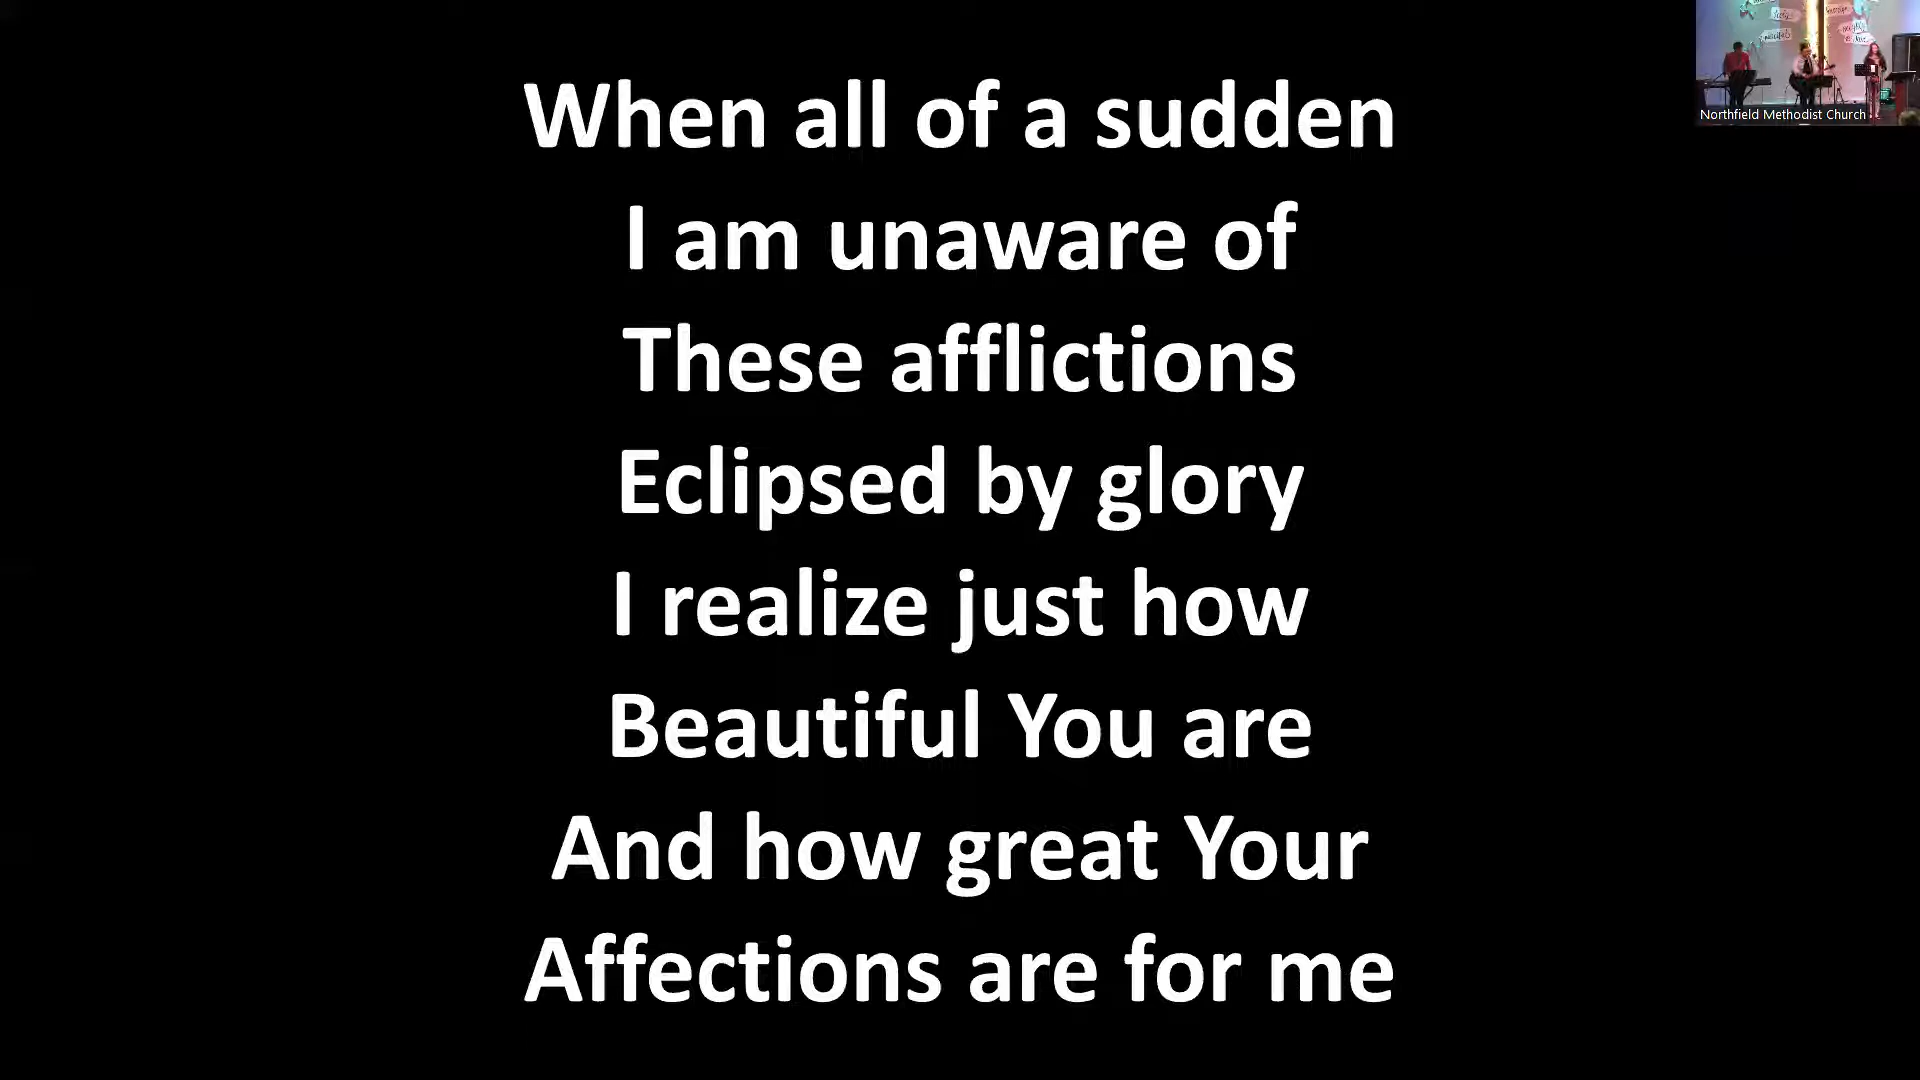 When all of a sudden
I am unaware of
These afflictions
Eclipsed by glory
I realize just how
Beautiful You are
And how great Your
Affections are for me
Northfield Methodist Church